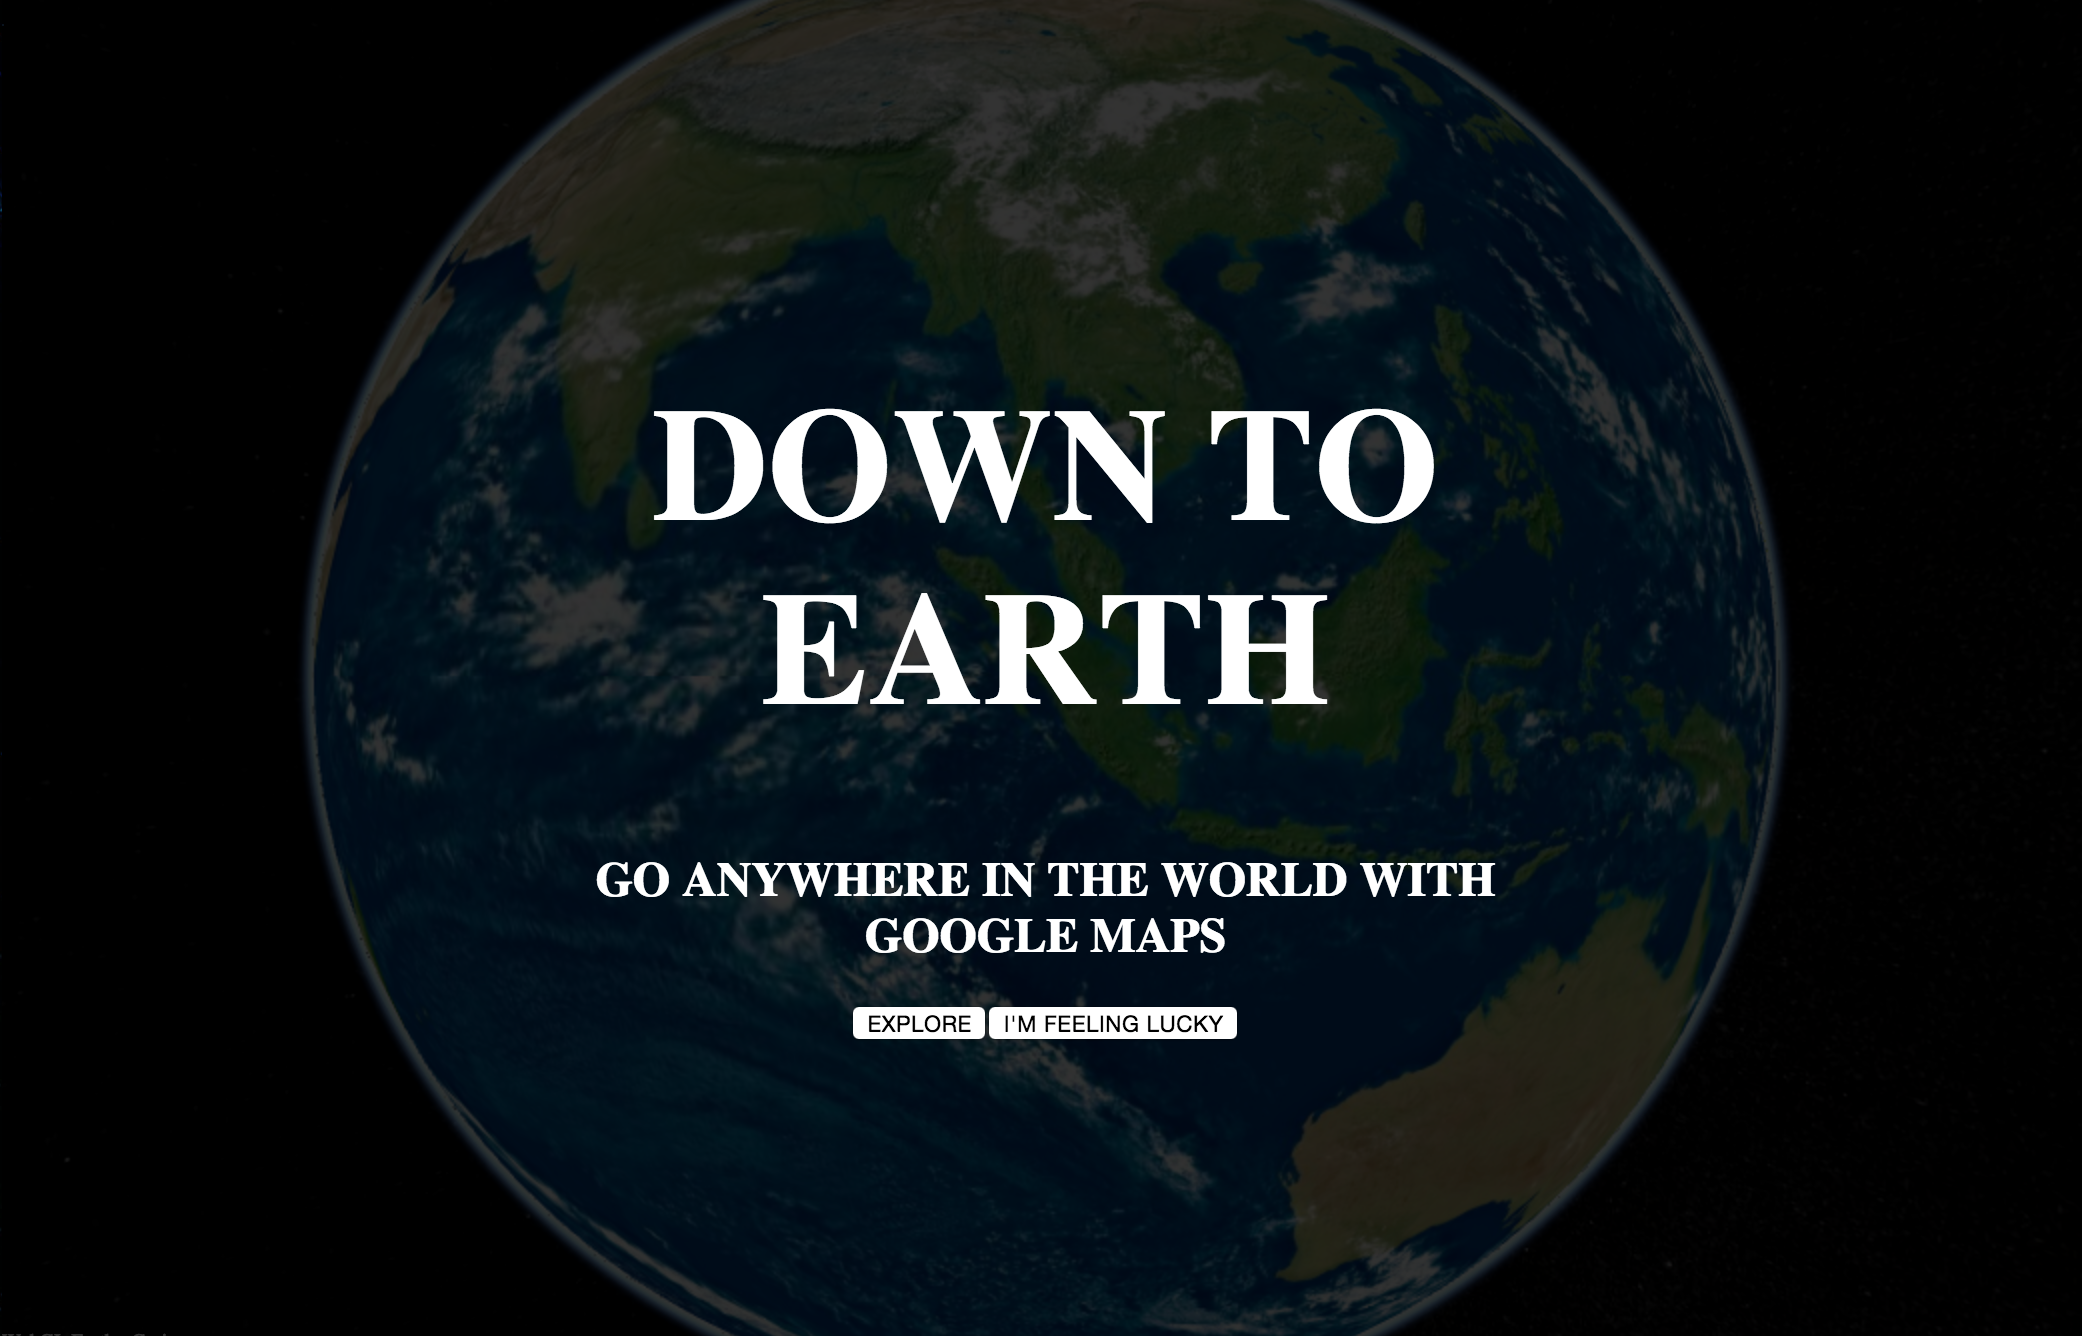 DOWN TO
EARTH
GO ANYWHERE IN THE WORLD WITH
GOOGLE MAPS
EXPLORE
I'M FEELING LUCKY